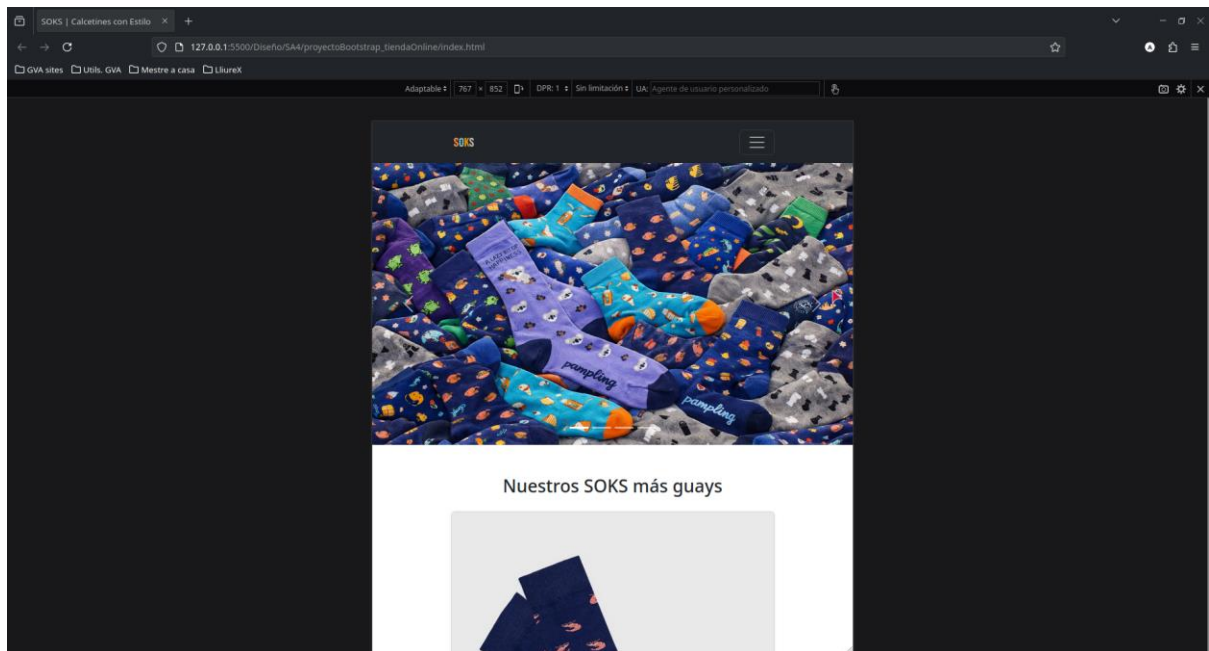 SOKS | Calcetines con Estilo
127.0.0.1:5500/Diseño/SA4/proyectoBootstrap_tiendaOnline/index.html
GVA sites Utils. GVA Mestre a casa LliureX
Adaptable 767 × 852 DPR: 1 Sin limitación UA: Agente de usuario personalizado
SOKS
pampling
pampling
Nuestros SOKS más guays